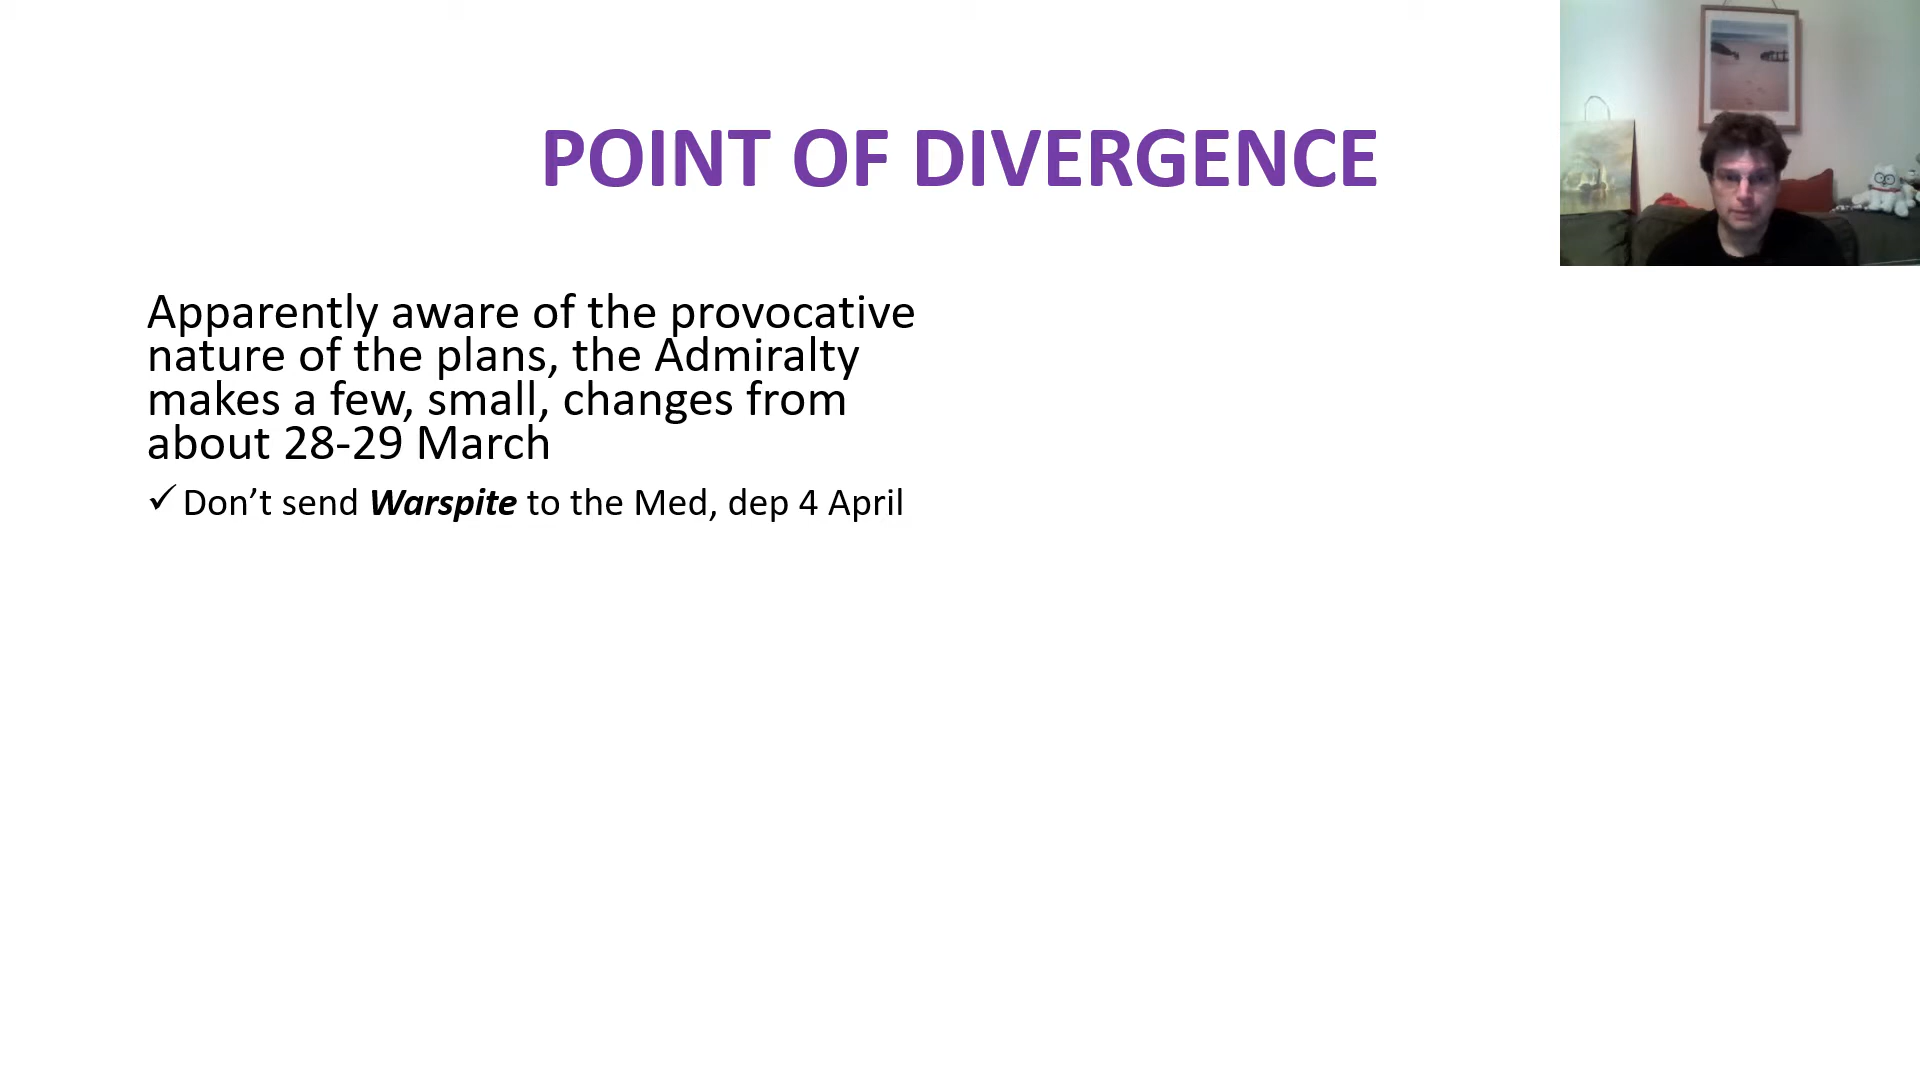 POINT OF DIVERGENCE
Apparently aware of the provocative
nature of the plans, the Admiralty
makes a few, small, changes from
about 28-29 March
✓ Don’t send Warspite to the Med, dep 4 April